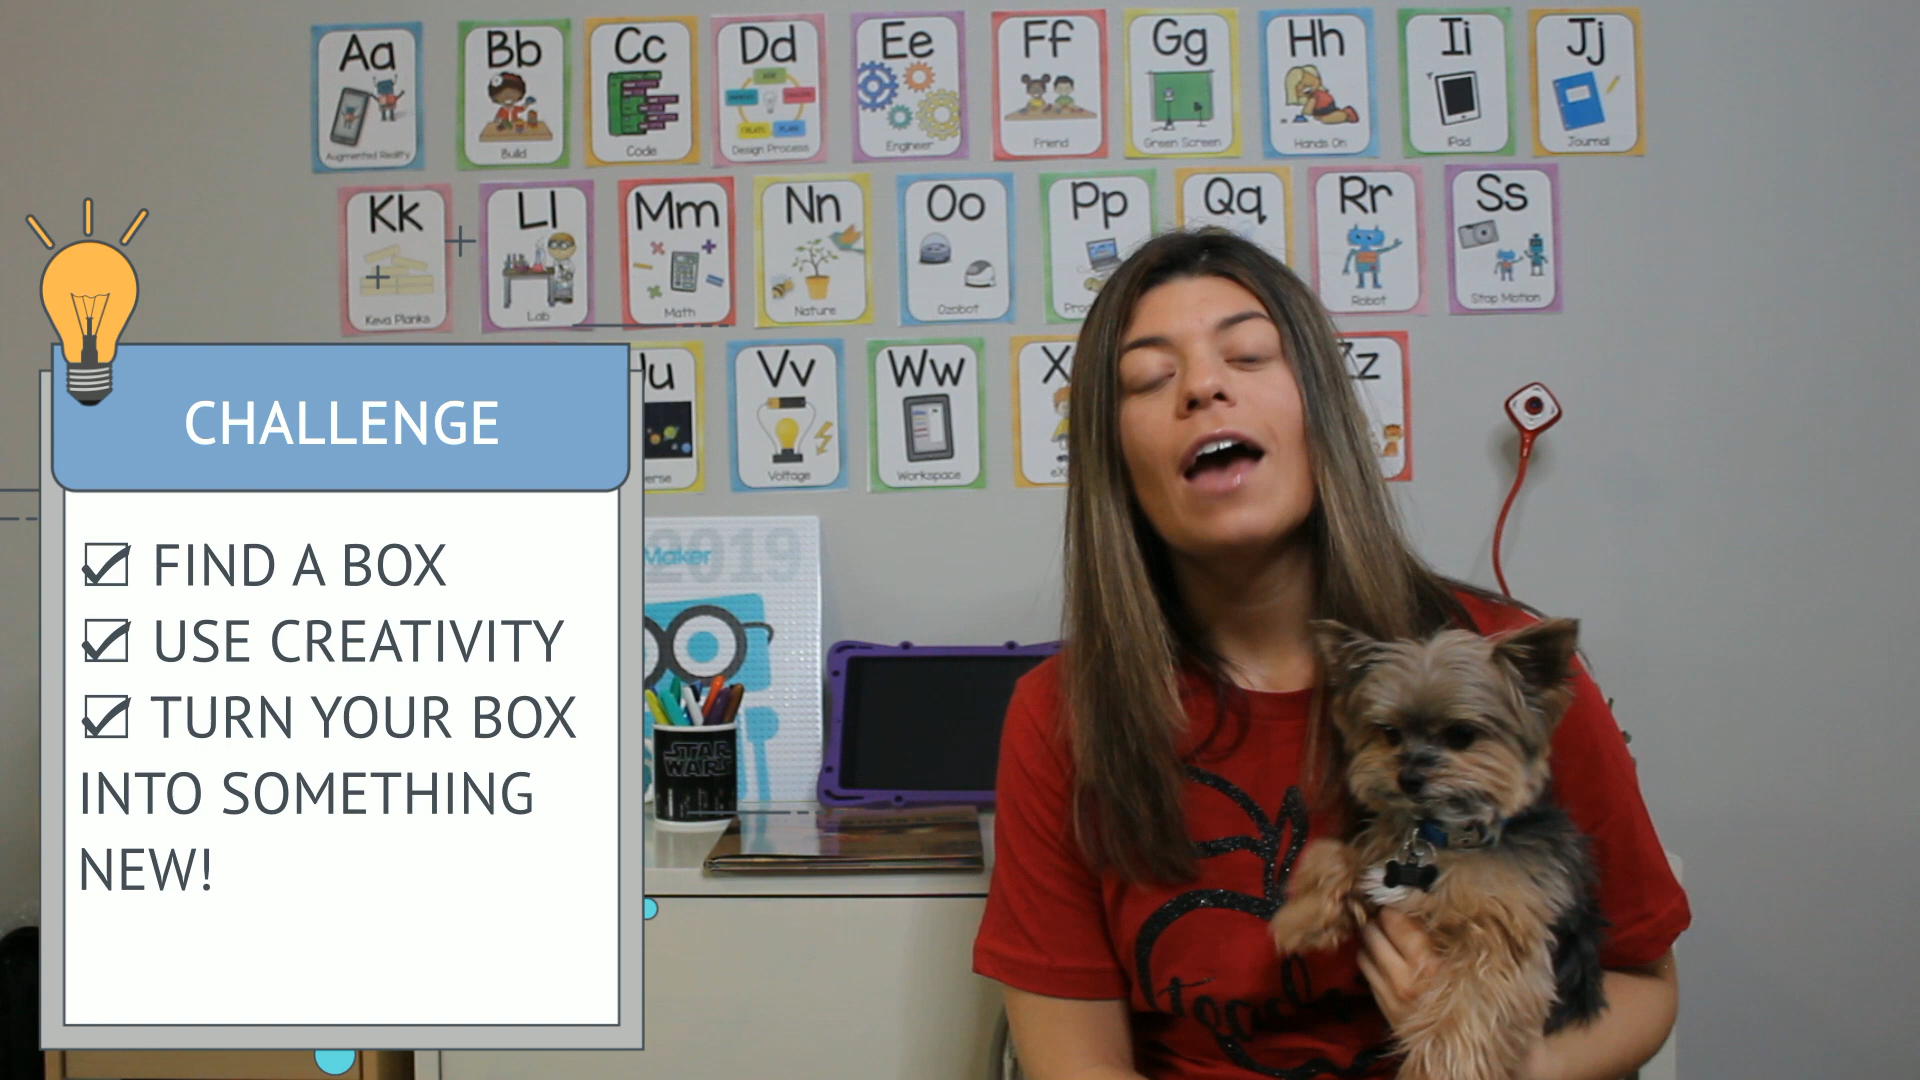 Aa
Augmented Reality
Bb
Build
Cc
Code
Dd
Design Process
Ee
Engineer
Ff
Friend
Gg
Green Screen
Hh
Hands On
Ii
iPad
Jj
Journal
Kk
Keva Planks
Ll
Lab
Mm
Math
Nn
Nature
Oo
Ozobot
Pp
Qq
Rr
Robot
Ss
Stop Motion
Vv
Voltage
Ww
Workspace
CHALLENGE
☑ FIND A BOX
☑ USE CREATIVITY
☑ TURN YOUR BOX
INTO SOMETHING
NEW!
Maker
2019
STAR
WARS